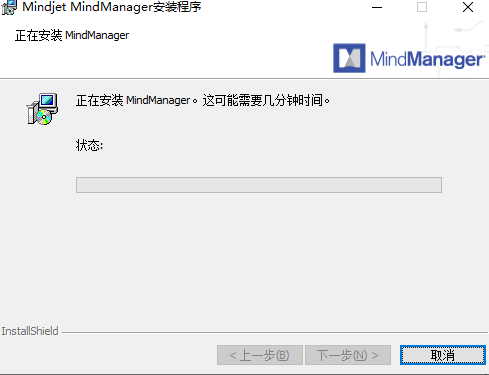 Mindjet MindManager安装程序
正在安装 MindManager
MindManager
正在安装 MindManager。这可能需要几分钟时间。
状态:
InstallShield
< 上一步(B)
下一步(N) >
取消